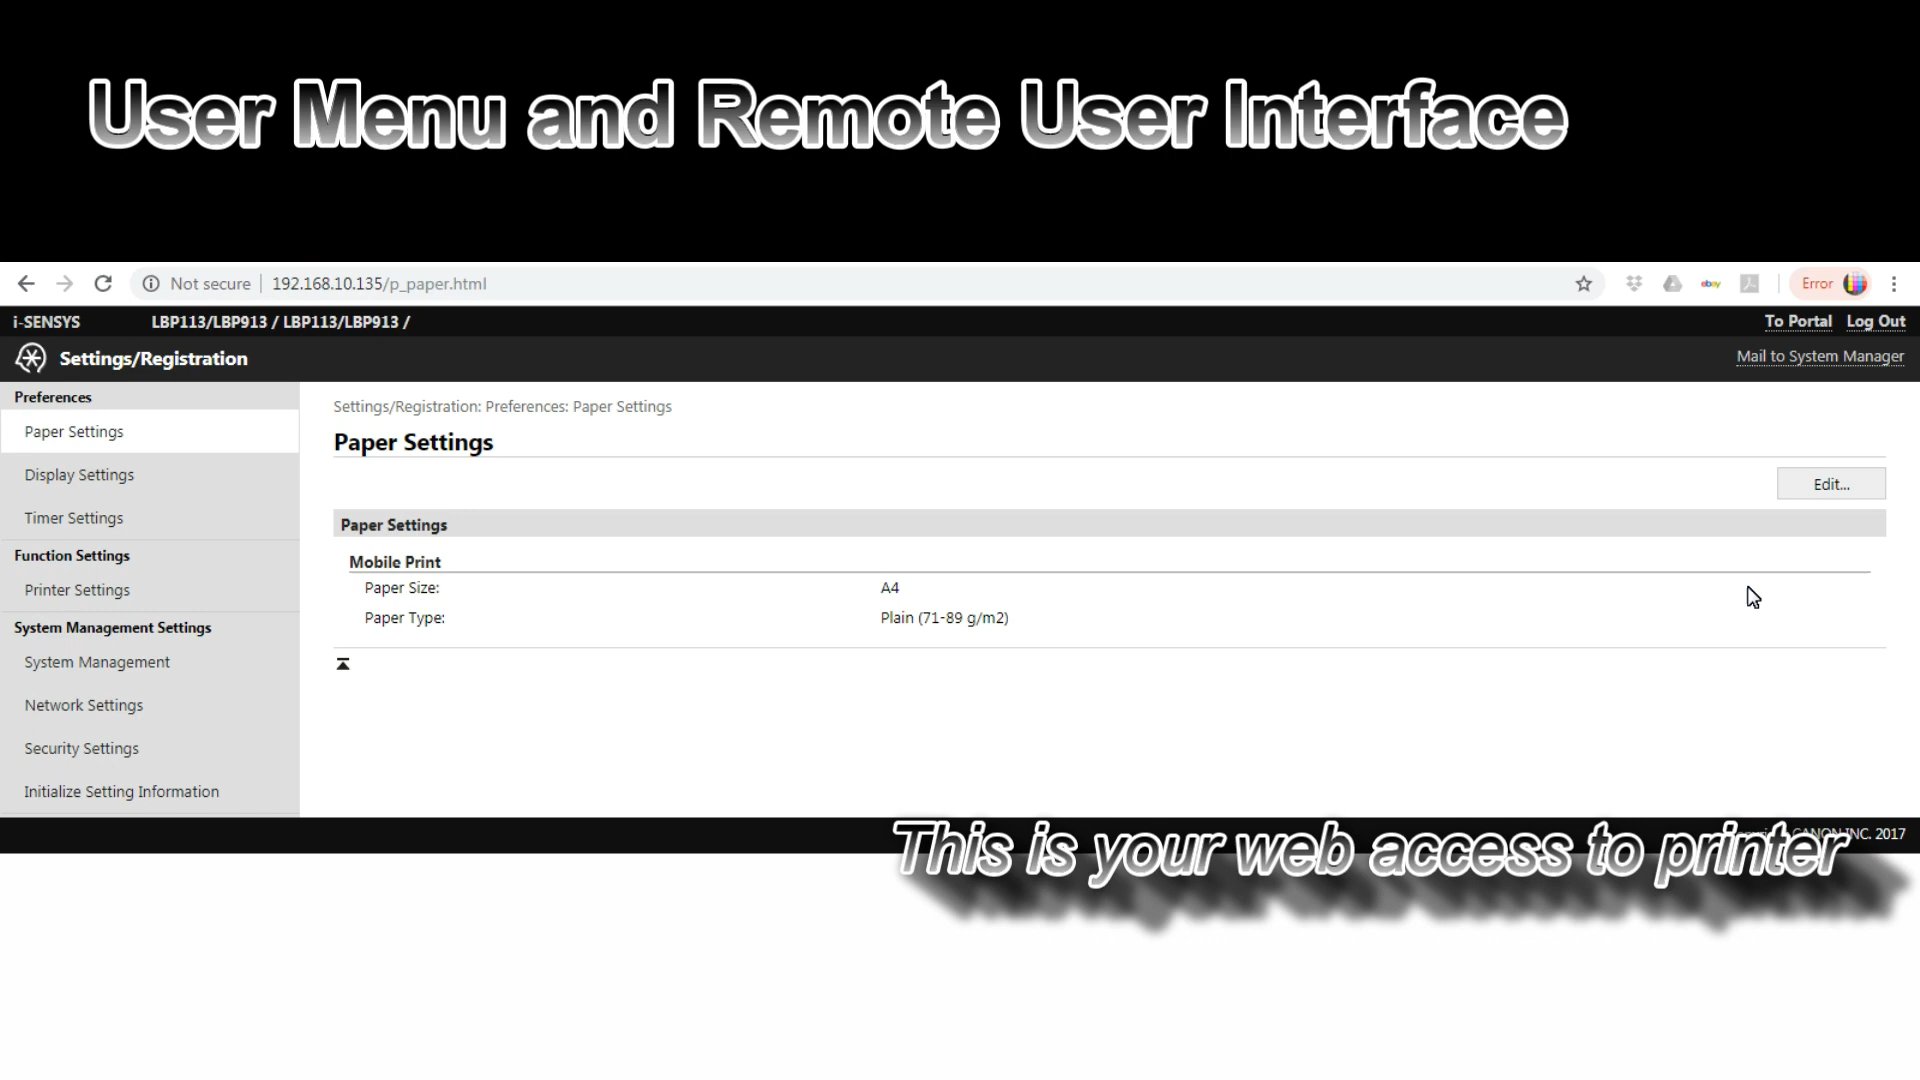 User Menu and Remote User Interface
Not secure 192.168.10.135/p_paper.html
ebay
Error
i-SENSYS LBP113/LBP913 / LBP113/LBP913 / To Portal Log Out
Settings/Registration Mail to System Manager
Preferences
Paper Settings
Display Settings
Timer Settings
Function Settings
Printer Settings
System Management Settings
System Management
Network Settings
Security Settings
Initialize Setting Information
Settings/Registration: Preferences: Paper Settings
Paper Settings
Edit...
Paper Settings
Mobile Print
Paper Size: A4
Paper Type: Plain (71-89 g/m2)
CANON INC. 2017
This is your web access to printer